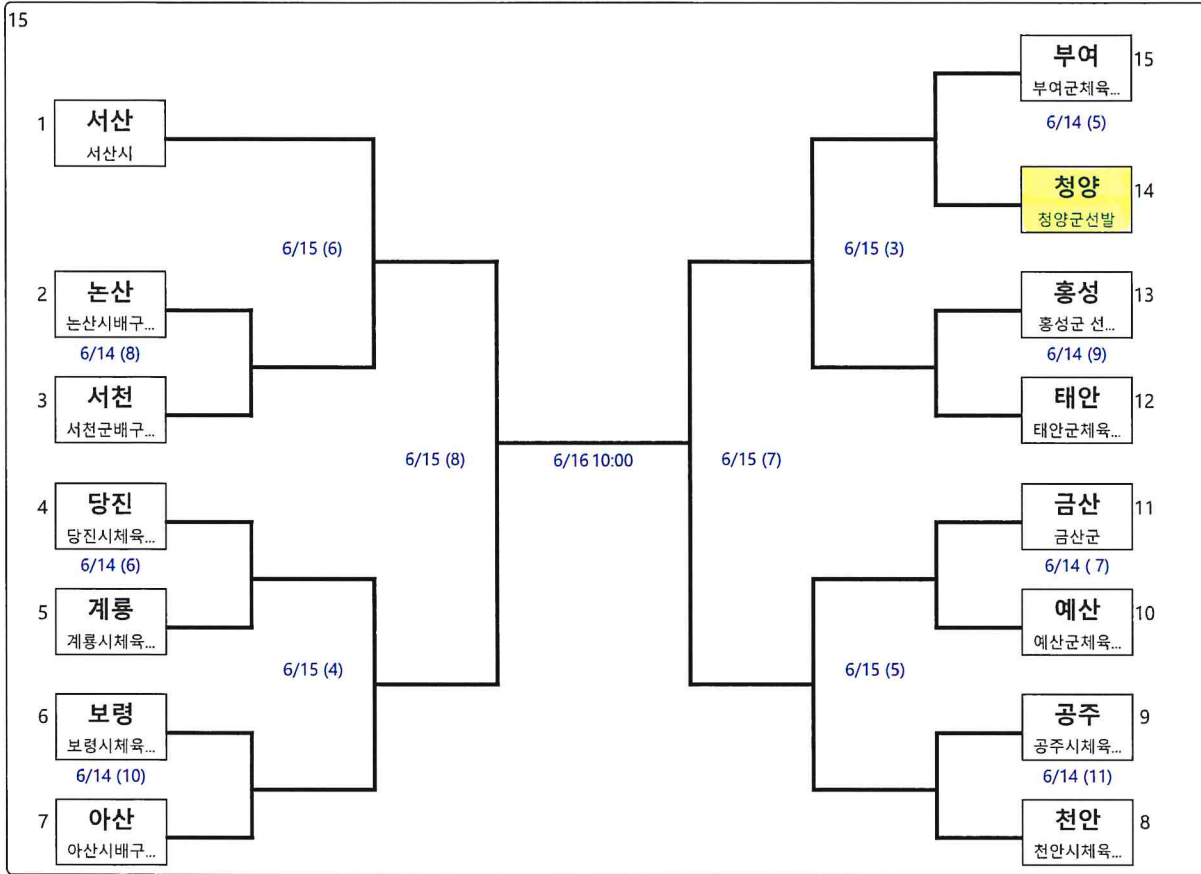 15
1
서산
서산시
6/15 (6)
2
논산
논산시배구...
6/14 (8)
3
서천
서천군배구...
6/15 (8)
4
당진
당진시체육...
6/14 (6)
5
계룡
계룡시체육...
6/15 (4)
6
보령
보령시체육...
6/14 (10)
7
아산
아산시배구...
6/16 10:00
부여
15
부여군체육...
6/14 (5)
청양
14
청양군선발
6/15 (3)
홍성
13
홍성군 선...
6/14 (9)
태안
12
태안군체육...
6/15 (7)
금산
11
금산군
6/14 ( 7)
예산
10
예산군체육...
6/15 (5)
공주
9
공주시체육...
6/14 (11)
천안
8
천안시체육...